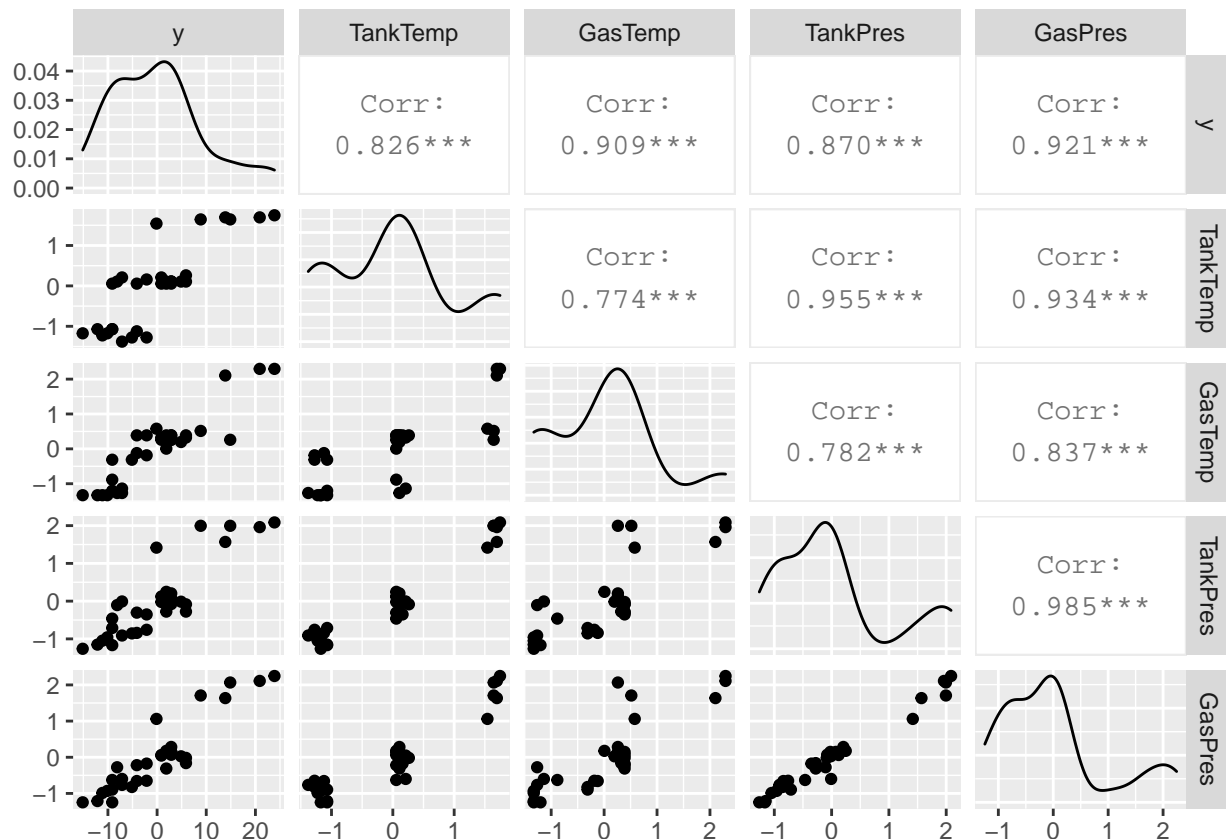 y TankTemp GasTemp TankPres GasPres
0.04
0.03
0.02
0.01
0.00
Corr:
0.826***
Corr:
0.909***
Corr:
0.870***
Corr:
0.921***
y
1
0
−1
Corr:
0.774***
Corr:
0.955***
Corr:
0.934***
TankTemp
2
1
0
−1
Corr:
0.782***
Corr:
0.837***
GasTemp
2
1
0
−1
Corr:
0.985***
TankPres
2
1
0
−1
GasPres
−10 0 10 20 −1 0 1 −1 0 1 2 −1 0 1 2 −1 0 1 2